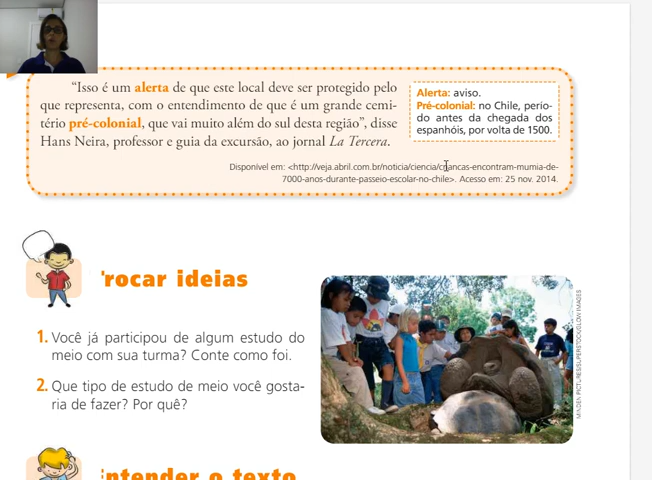 “Isso é um alerta de que este local deve ser protegido pelo
que representa, com o entendimento de que é um grande cemi-
tério pré-colonial, que vai muito além do sul desta região”, disse
Hans Neira, professor e guia da excursão, ao jornal La Tercera.
Alerta: aviso.
Pré-colonial: no Chile, perío-
do antes da chegada dos
espanhóis, por volta de 1500.
Disponível em: <http://veja.abril.com.br/noticia/ciencia/criancas-encontram-mumia-de-
7000-anos-durante-passeio-escolar-no-chile>. Acesso em: 25 nov. 2014.
rocar ideias
1. Você já participou de algum estudo do
meio com sua turma? Conte como foi.
2. Que tipo de estudo de meio você gosta-
ria de fazer? Por quê?
PICTURES/SUPERSTOCK/GLOW IMAGES
ntender o texto